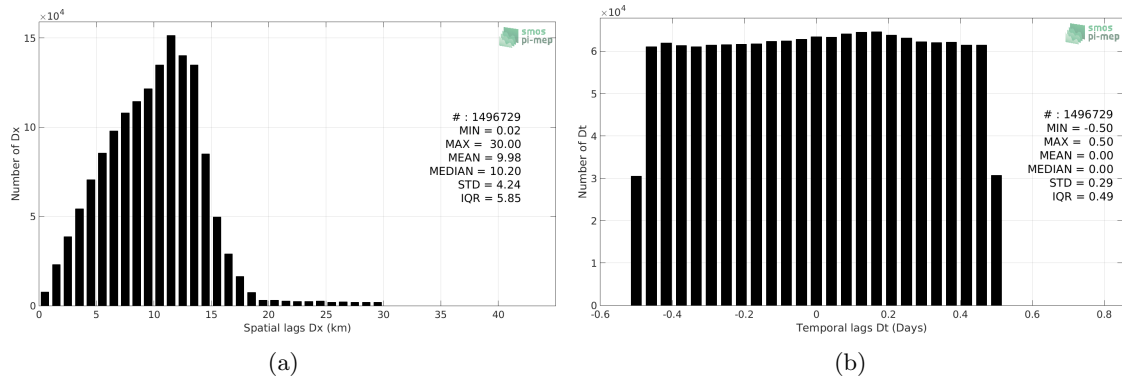 ×10⁴
15
10
5
0
0 5 10 15 20 25 30 35 40
Number of Dx
Spatial lags Dx (km)
smos
pi-mep
# : 1496729
MIN = 0.02
MAX = 30.00
MEAN = 9.98
MEDIAN = 10.20
STD = 4.24
IQR = 5.85
(a)
×10⁴
6
5
4
3
2
1
0
-0.6 -0.4 -0.2 0 0.2 0.4 0.6 0.8
Number of Dt
Temporal lags Dt (Days)
smos
pi-mep
# : 1496729
MIN = -0.50
MAX = 0.50
MEAN = 0.00
MEDIAN = 0.00
STD = 0.29
IQR = 0.49
(b)